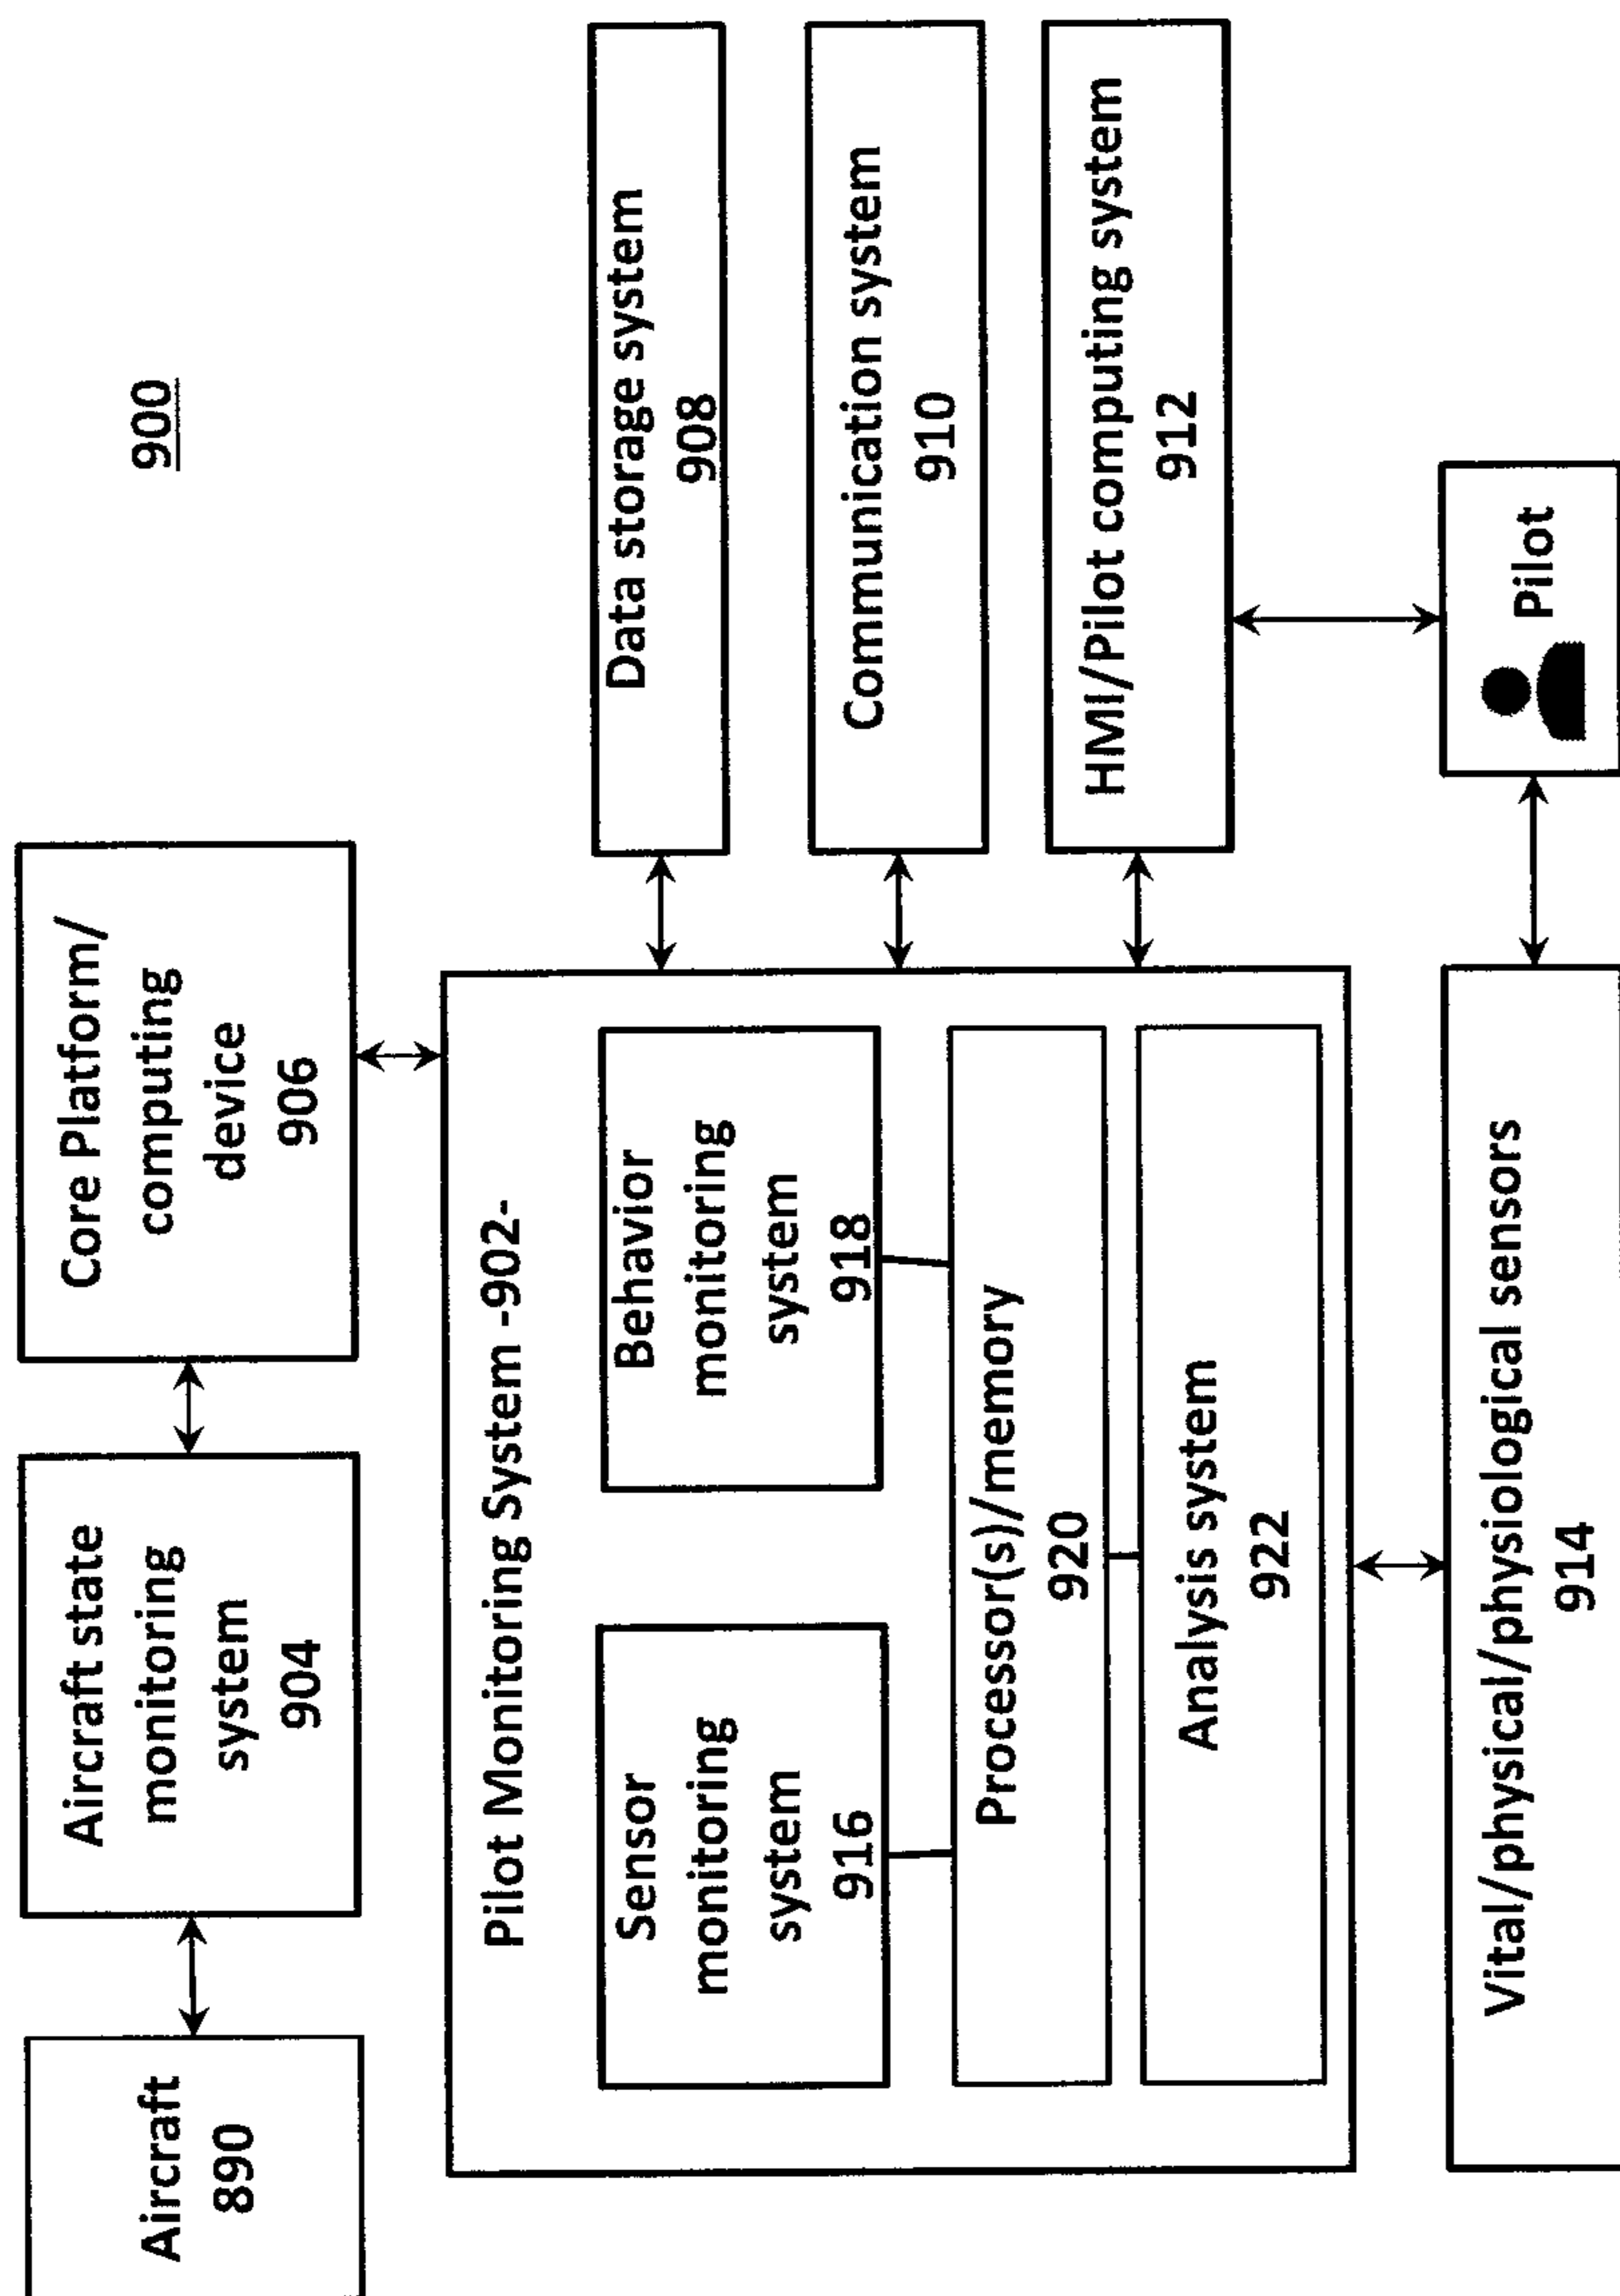 900
Aircraft
890
Aircraft state
monitoring
system
904
Core Platform/
computing
device
906
Pilot Monitoring System -902-
Sensor
monitoring
system
916
Behavior
monitoring
system
918
Processor(s)/memory
920
Analysis system
922
Data storage system
908
Communication system
910
HMI/Pilot computing system
912
Vital/physical/physiological sensors
914
Pilot